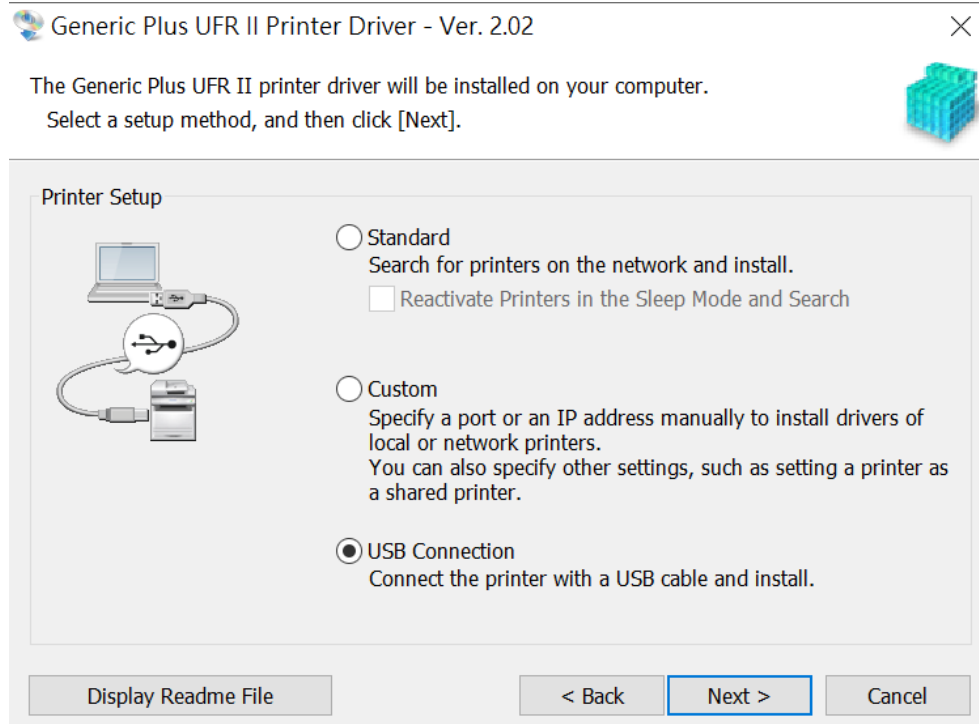 Generic Plus UFR II Printer Driver - Ver. 2.02
The Generic Plus UFR II printer driver will be installed on your computer.
Select a setup method, and then click [Next].
Printer Setup
Standard
Search for printers on the network and install.
Reactivate Printers in the Sleep Mode and Search
Custom
Specify a port or an IP address manually to install drivers of
local or network printers.
You can also specify other settings, such as setting a printer as
a shared printer.
USB Connection
Connect the printer with a USB cable and install.
Display Readme File
< Back
Next >
Cancel